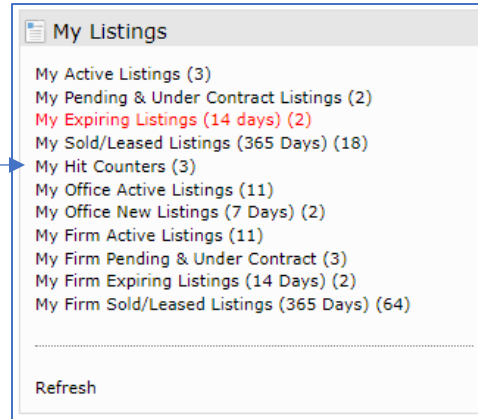 My Listings
My Active Listings (3)
My Pending & Under Contract Listings (2)
My Expiring Listings (14 days) (2)
My Sold/Leased Listings (365 Days) (18)
My Hit Counters (3)
My Office Active Listings (11)
My Office New Listings (7 Days) (2)
My Firm Active Listings (11)
My Firm Pending & Under Contract (3)
My Firm Expiring Listings (14 Days) (2)
My Firm Sold/Leased Listings (365 Days) (64)
Refresh